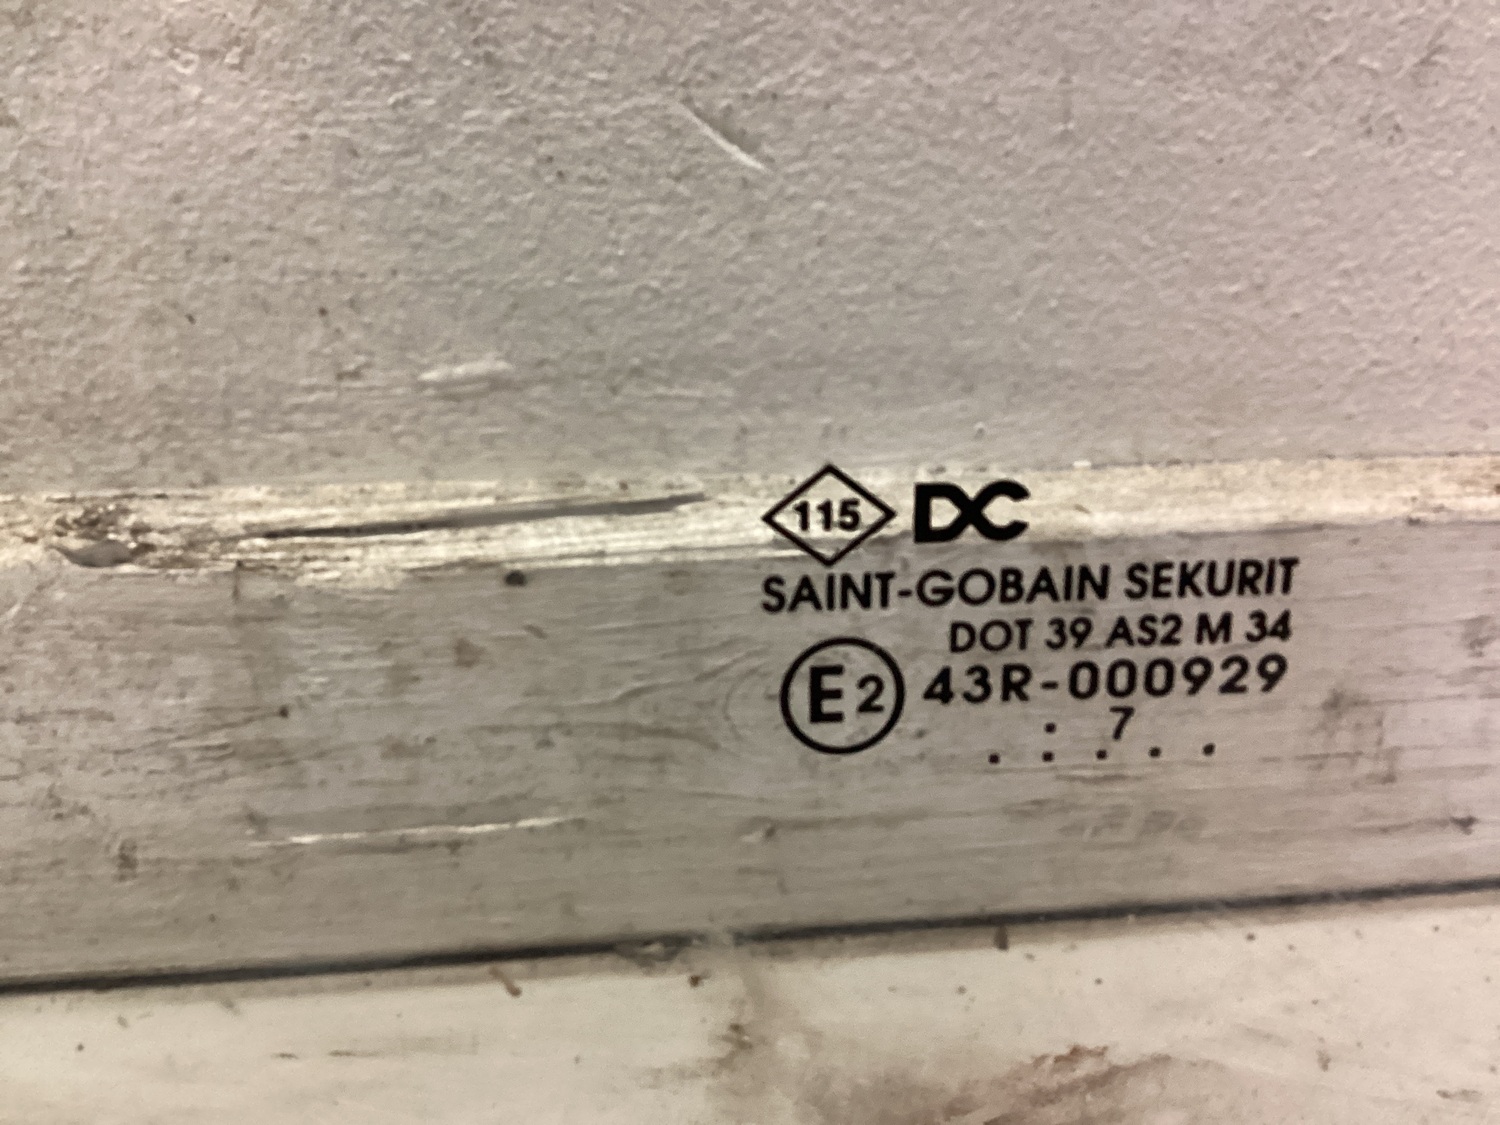 115 DC
SAINT-GOBAIN SEKURIT
DOT 39 AS2 M 34
E2 43R-000929
. : .7 . .